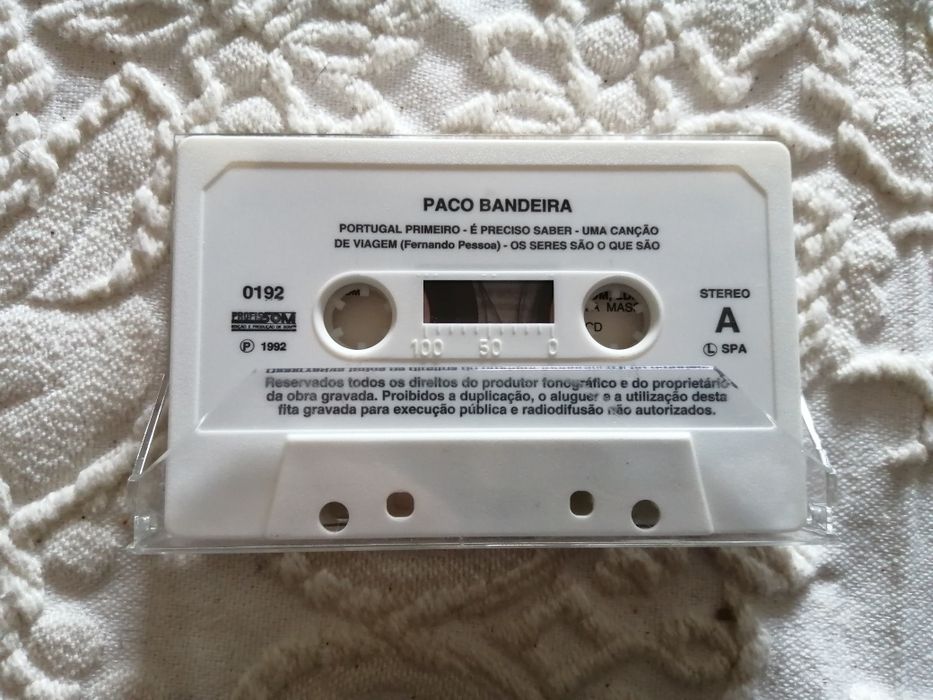 PACO BANDEIRA
PORTUGAL PRIMEIRO - É PRECISO SABER - UMA CANÇÃO
DE VIAGEM (Fernando Pessoa) - OS SERES SÃO O QUE SÃO
0192
STEREO
A
SOM
Ⓟ 1992
Ⓛ SPA
CD
100 50 0
Reservados todos os direitos do produtor fonográfico e do proprietário
da obra gravada. Proibidos a duplicação, o aluguer e a utilização desta
fita gravada para execução pública e radiodifusão não autorizados.